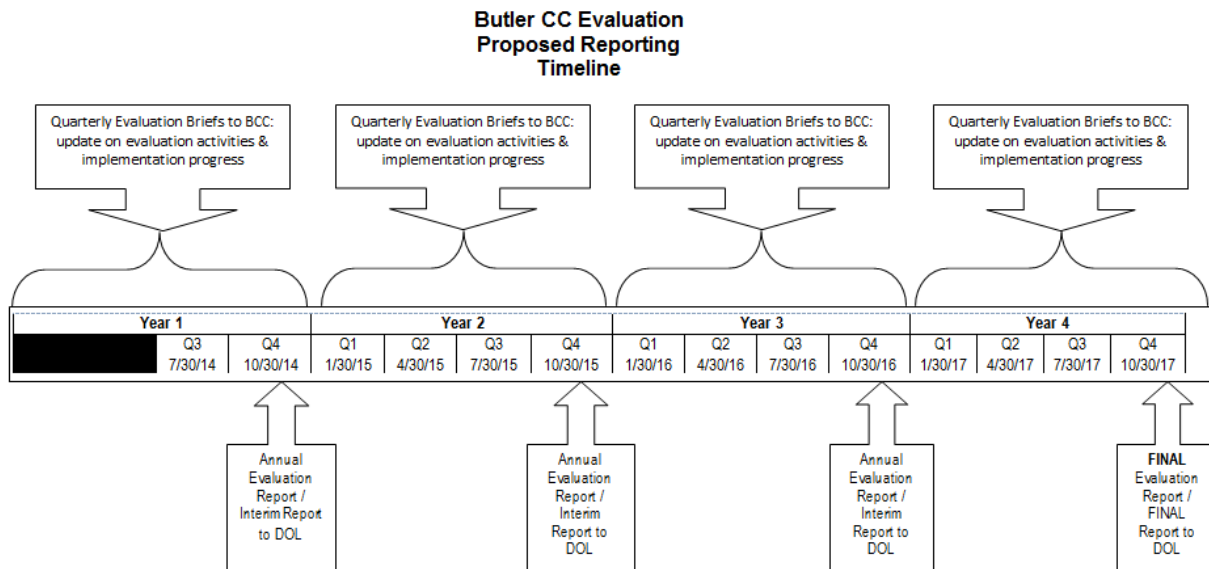 Butler CC Evaluation
Proposed Reporting
Timeline
Quarterly Evaluation Briefs to BCC:
update on evaluation activities &
implementation progress
Quarterly Evaluation Briefs to BCC:
update on evaluation activities &
implementation progress
Quarterly Evaluation Briefs to BCC:
update on evaluation activities &
implementation progress
Quarterly Evaluation Briefs to BCC:
update on evaluation activities &
implementation progress
Year 1 Year 2 Year 3 Year 4
Q3 Q4 Q1 Q2 Q3 Q4 Q1 Q2 Q3 Q4 Q1 Q2 Q3 Q4
7/30/14 10/30/14 1/30/15 4/30/15 7/30/15 10/30/15 1/30/16 4/30/16 7/30/16 10/30/16 1/30/17 4/30/17 7/30/17 10/30/17
Annual
Evaluation
Report /
Interim Report
to DOL
Annual
Evaluation
Report /
Interim
Report to
DOL
Annual
Evaluation
Report /
Interim
Report to
DOL
FINAL
Evaluation
Report /
FINAL
Report to
DOL